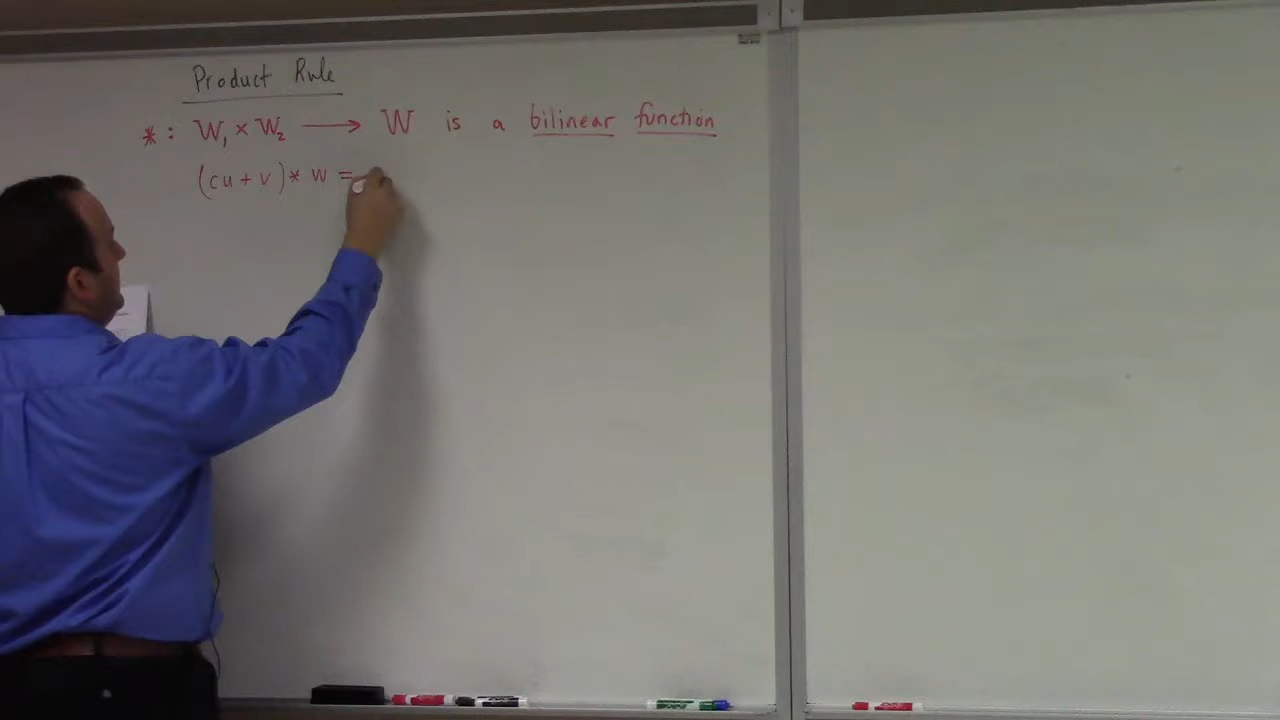 Product Rule
* : W₁ × W₂ ⟶ W is a bilinear function
(cu + v) * w =